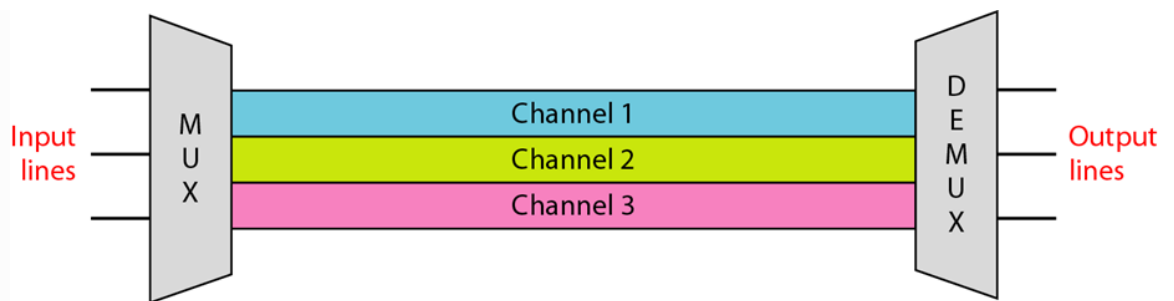 Input
lines
M
U
X
Channel 1
Channel 2
Channel 3
D
E
M
U
X
Output
lines